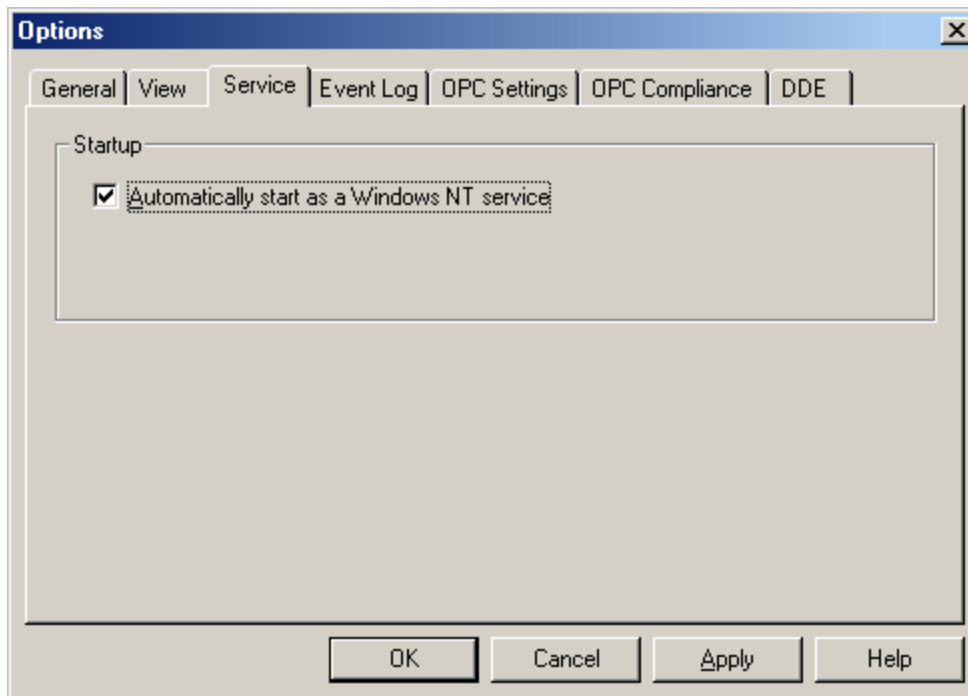 Options
General View Service Event Log OPC Settings OPC Compliance DDE
Startup
Automatically start as a Windows NT service
OK Cancel Apply Help